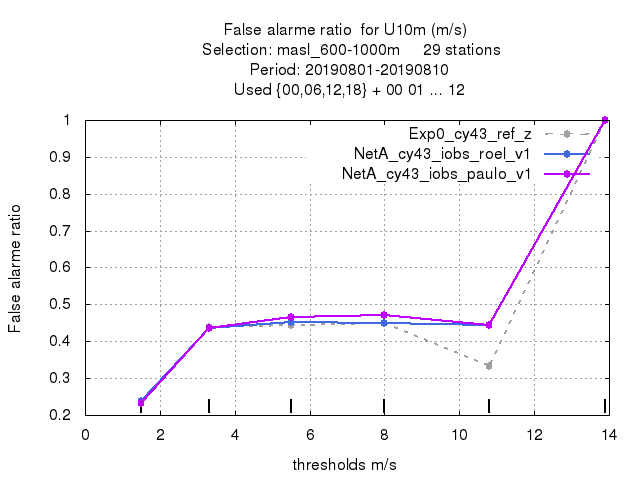 False alarme ratio  for U10m (m/s)
Selection: masl_600-1000m     29 stations
Period: 20190801-20190810
Used {00,06,12,18} + 00 01 ... 12
Exp0_cy43_ref_z
NetA_cy43_iobs_roel_v1
NetA_cy43_iobs_paulo_v1
1
0.9
0.8
0.7
0.6
0.5
0.4
0.3
0.2
False alarme ratio
0 2 4 6 8 10 12 14
thresholds m/s